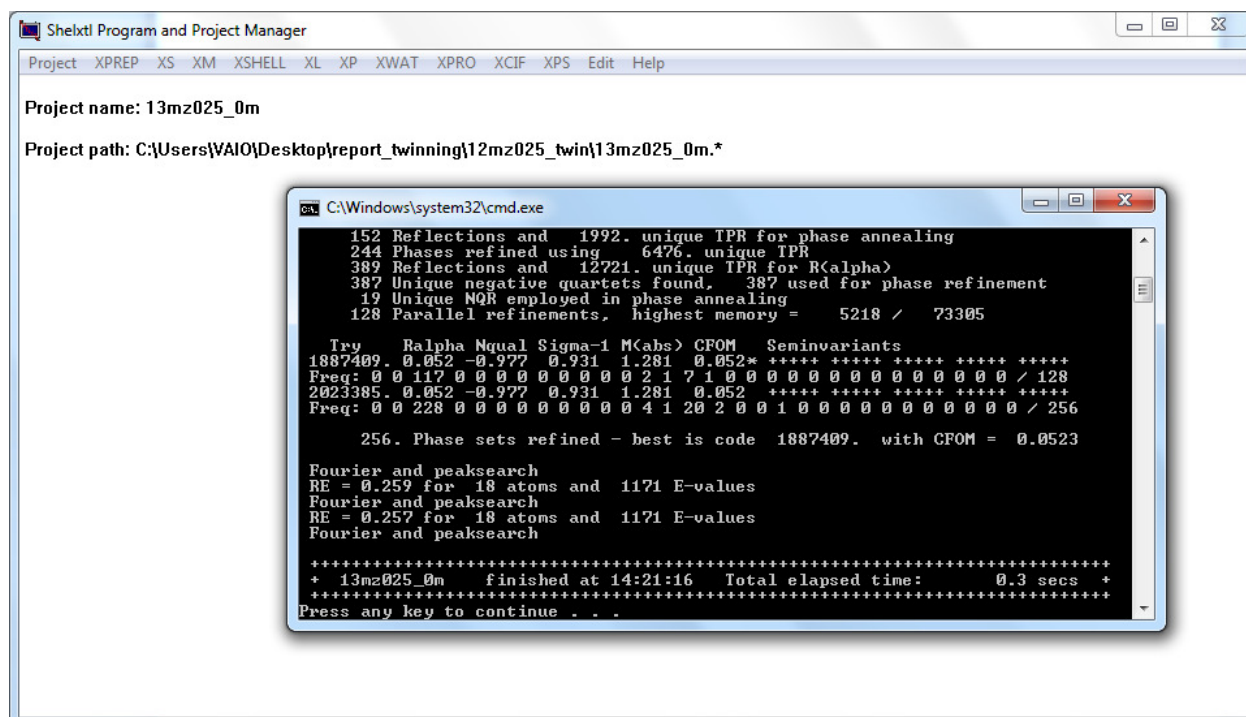 Shelxtl Program and Project Manager
Project XPREP XS XM XSHELL XL XP XWAT XPRO XCIF XPS Edit Help
Project name: 13mz025_0m
Project path: C:\Users\VAIO\Desktop\report_twinning\12mz025_twin\13mz025_0m.*
C:\Windows\system32\cmd.exe
152 Reflections and 1992. unique TPR for phase annealing
244 Phases refined using 6476. unique TPR
389 Reflections and 12721. unique TPR for R(alpha)
387 Unique negative quartets found, 387 used for phase refinement
19 Unique NQR employed in phase annealing
128 Parallel refinements, highest memory = 5218 / 73305
Try Ralpha Nqual Sigma-1 M(abs) CFOM Seminvariants
1887409. 0.052 -0.977 0.931 1.281 0.052* +++++ +++++ +++++ +++++ +++++
Freq: 0 0 117 0 0 0 0 0 0 0 0 0 2 1 7 1 0 0 0 0 0 0 0 0 0 0 0 0 0 0 / 128
2023385. 0.052 -0.977 0.931 1.281 0.052 +++++ +++++ +++++ +++++ +++++
Freq: 0 0 228 0 0 0 0 0 0 0 0 0 4 1 20 2 0 0 1 0 0 0 0 0 0 0 0 0 0 0 / 256
256. Phase sets refined - best is code 1887409. with CFOM = 0.0523
Fourier and peaksearch
RE = 0.259 for 18 atoms and 1171 E-values
Fourier and peaksearch
RE = 0.257 for 18 atoms and 1171 E-values
Fourier and peaksearch
++++++++++++++++++++++++++++++++++++++++++++++++++++++++++++++++++++++++++++
+ 13mz025_0m finished at 14:21:16 Total elapsed time: 0.3 secs +
++++++++++++++++++++++++++++++++++++++++++++++++++++++++++++++++++++++++++++
Press any key to continue . . .